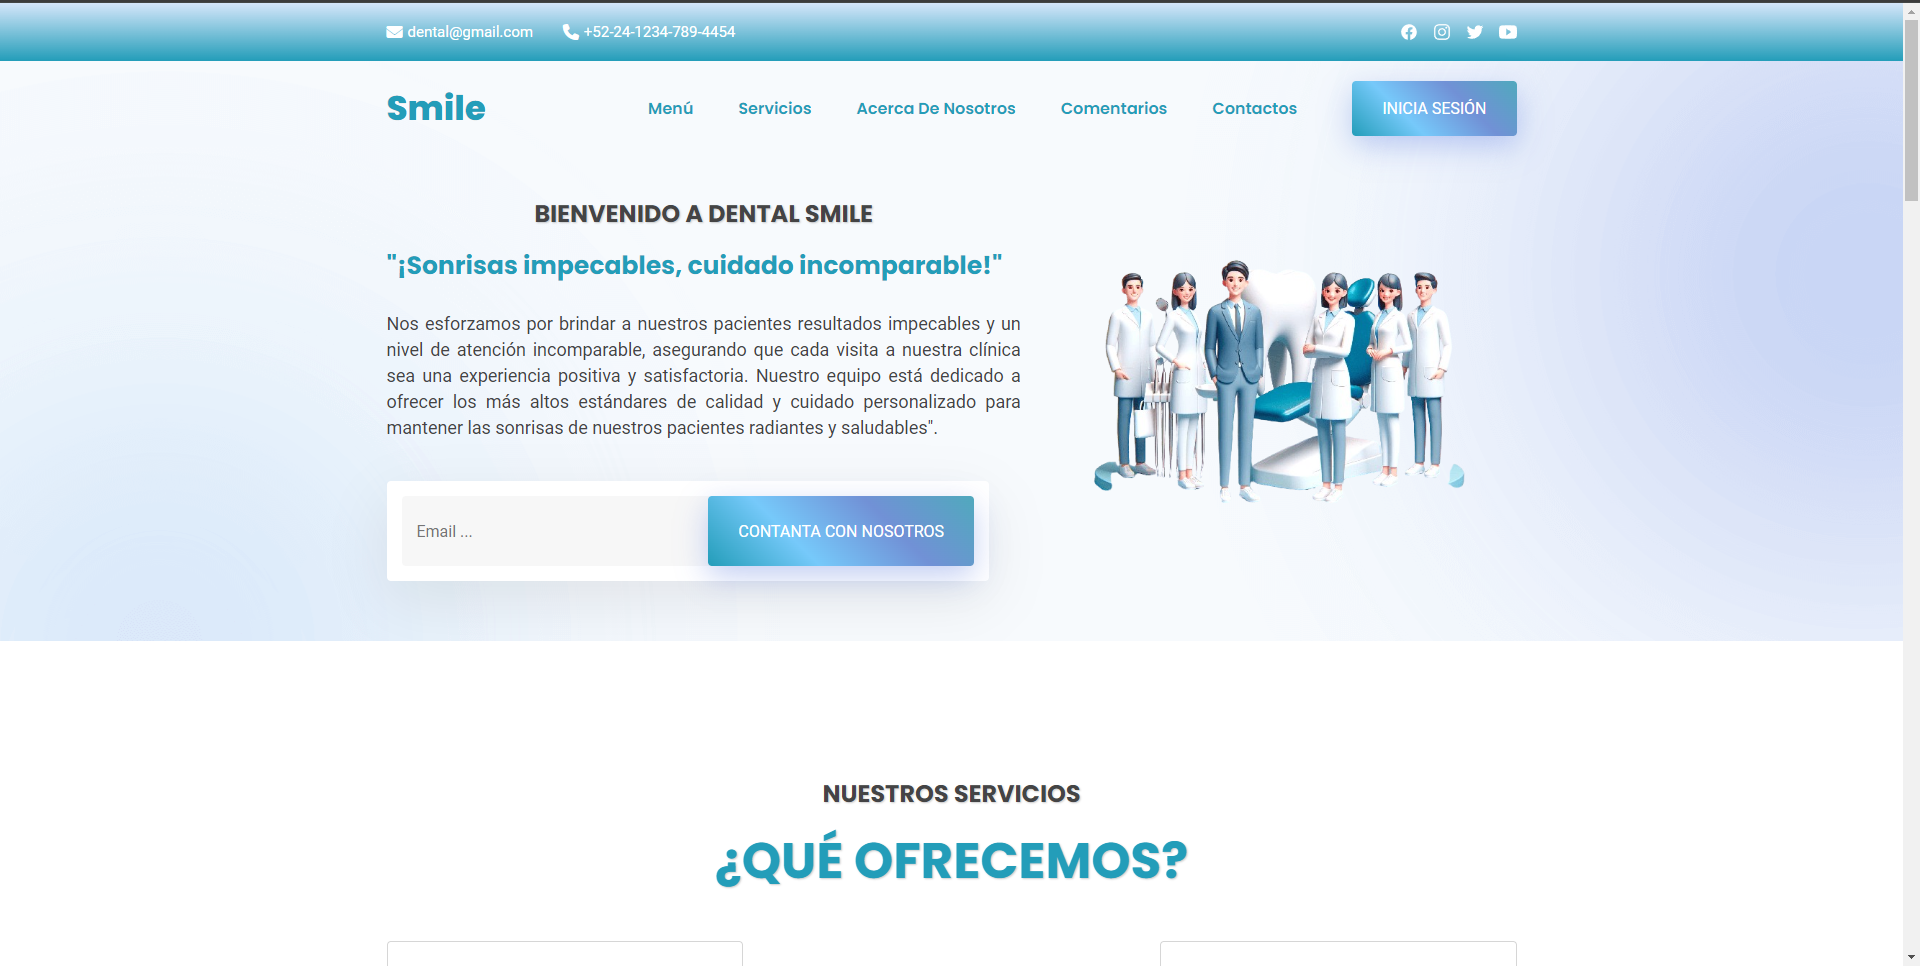 dental@gmail.com +52-24-1234-789-4454
Smile Menú Servicios Acerca De Nosotros Comentarios Contactos INICIA SESIÓN
BIENVENIDO A DENTAL SMILE
"¡Sonrisas impecables, cuidado incomparable!"
Nos esforzamos por brindar a nuestros pacientes resultados impecables y un
nivel de atención incomparable, asegurando que cada visita a nuestra clínica
sea una experiencia positiva y satisfactoria. Nuestro equipo está dedicado a
ofrecer los más altos estándares de calidad y cuidado personalizado para
mantener las sonrisas de nuestros pacientes radiantes y saludables".
Email ... CONTANTA CON NOSOTROS
NUESTROS SERVICIOS
¿QUÉ OFRECEMOS?